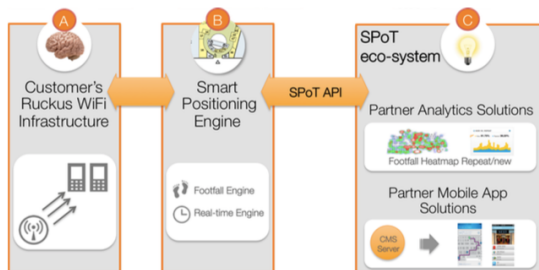 A
Customer's
Ruckus WiFi
Infrastructure
B
Smart
Positioning
Engine
Footfall Engine
Real-time Engine
SPoT API
C
SPoT
eco-system
Partner Analytics Solutions
Footfall Heatmap Repeat/new
Partner Mobile App
Solutions
CMS
Server